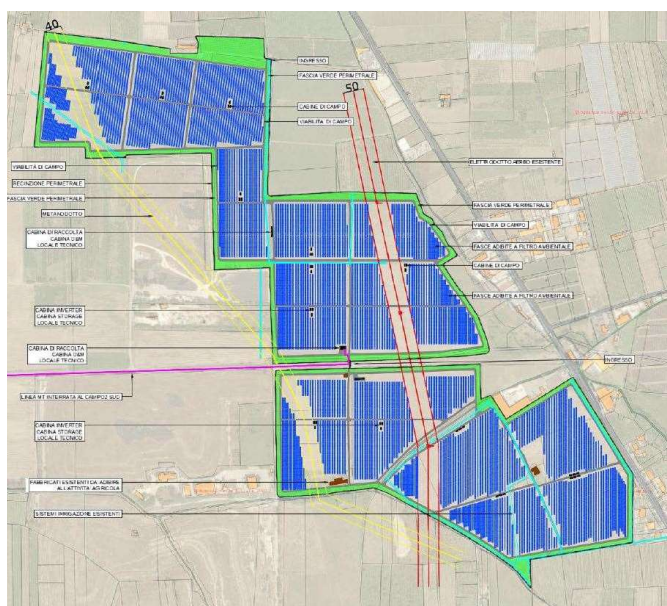 40
INGRESSO
FASCIA VERDE PERIMETRALE
50
CABINE DI CAMPO
VIABILITÀ DI CAMPO
ELETTRODOTTO AEREO ESISTENTE
VIABILITÀ DI CAMPO
RECINZIONE PERIMETRALE
FASCIA VERDE PERIMETRALE
METANODOTTO
FASCIA VERDE PERIMETRALE
VIABILITÀ DI CAMPO
CABINA DI RACCOLTA
CABINA O&M
LOCALE TECNICO
FASCE ADIBITE A FILTRO AMBIENTALE
CABINE DI CAMPO
FASCE ADIBITE A FILTRO AMBIENTALE
CABINA INVERTER
CABINA STORAGE
LOCALE TECNICO
CABINA DI RACCOLTA
CABINA O&M
LOCALE TECNICO
INGRESSO
LINEA MT INTERRATA AL CAMPO2 SUD
CABINA INVERTER
CABINA STORAGE
LOCALE TECNICO
FABBRICATI ESISTENTI DA ADIBIRE
ALL'ATTIVITÀ AGRICOLA
SISTEMI IRRIGAZIONE ESISTENTI